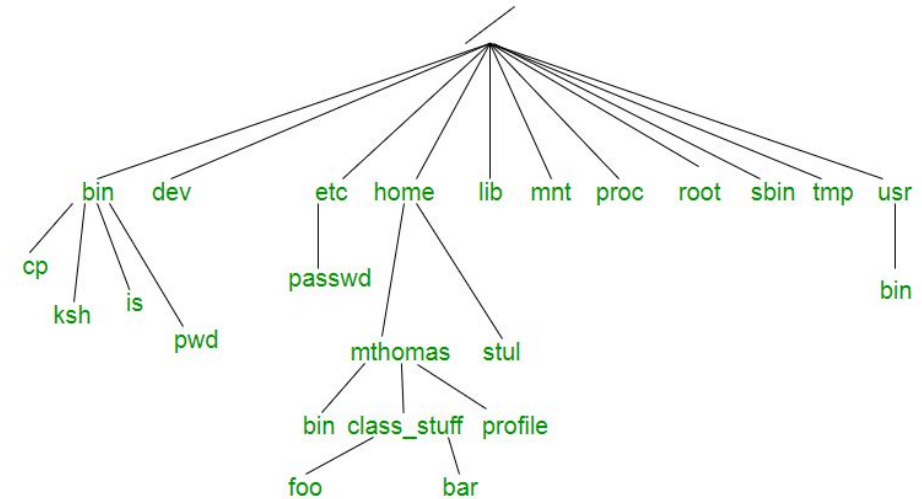 /
bin dev etc home lib mnt proc root sbin tmp usr
cp
passwd
bin
ksh
is
pwd
mthomas stul
bin class_stuff profile
foo bar